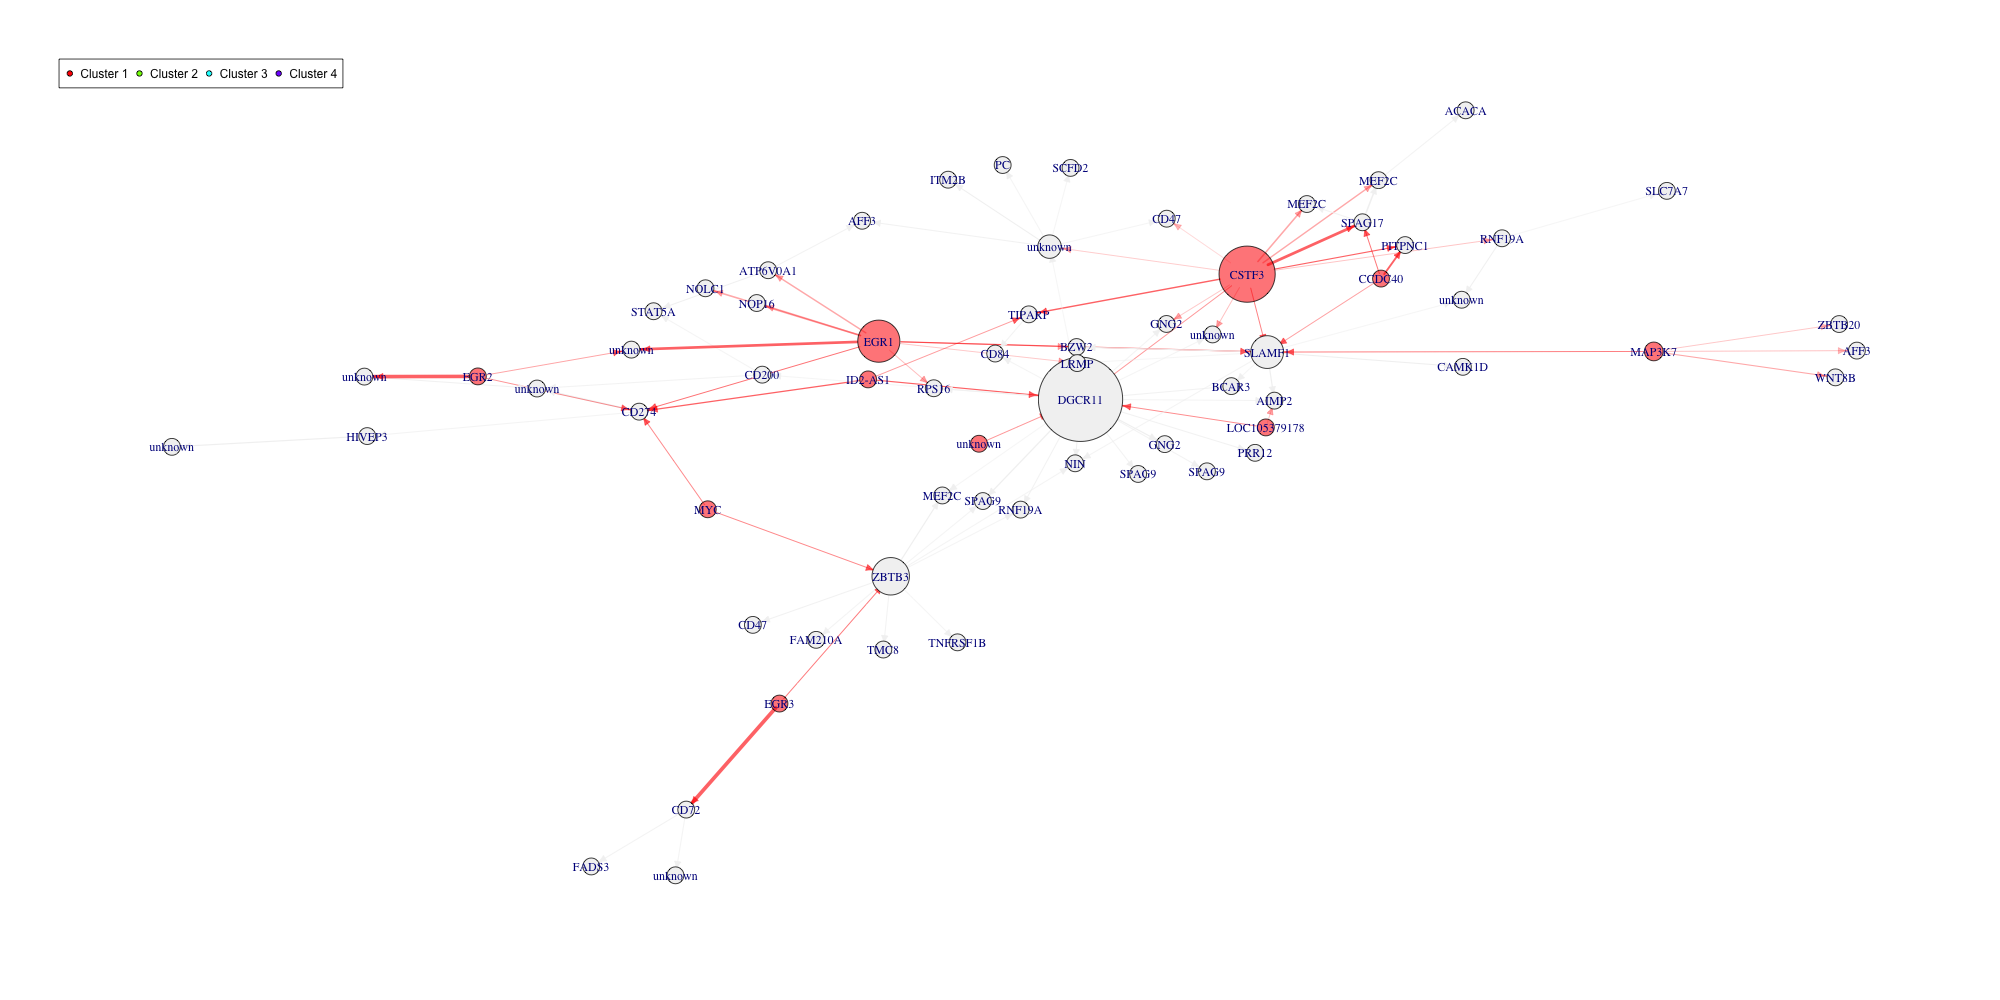 Cluster 1 Cluster 2 Cluster 3 Cluster 4
ACACA
PC
SCFD2
ITM2B
MEF2C
SLC7A7
MEF2C
AFF3
CD47
SPAG17
RNF19A
unknown
PITPNC1
ATP6V0A1
CSTF3
CCDC40
NOLC1
unknown
NOP16
STAT5A
TIPARP
GNG2
ZBTB20
unknown
EGR1
BZW2
unknown
CD84
SLAMF1
MAP3K7
AFF3
LRMP
CAMK1D
unknown
EGR2
CD200
ID2-AS1
WNT8B
unknown
RPS16
BCAR3
DGCR11
AIMP2
CD274
LOC105379178
HIVEP3
unknown
unknown
GNG2
PRR12
NIN
SPAG9
SPAG9
MEF2C
SPAG9
RNF19A
MYC
ZBTB3
CD47
FAM210A
TMC8
TNFRSF1B
EGR3
CD72
FADS3
unknown